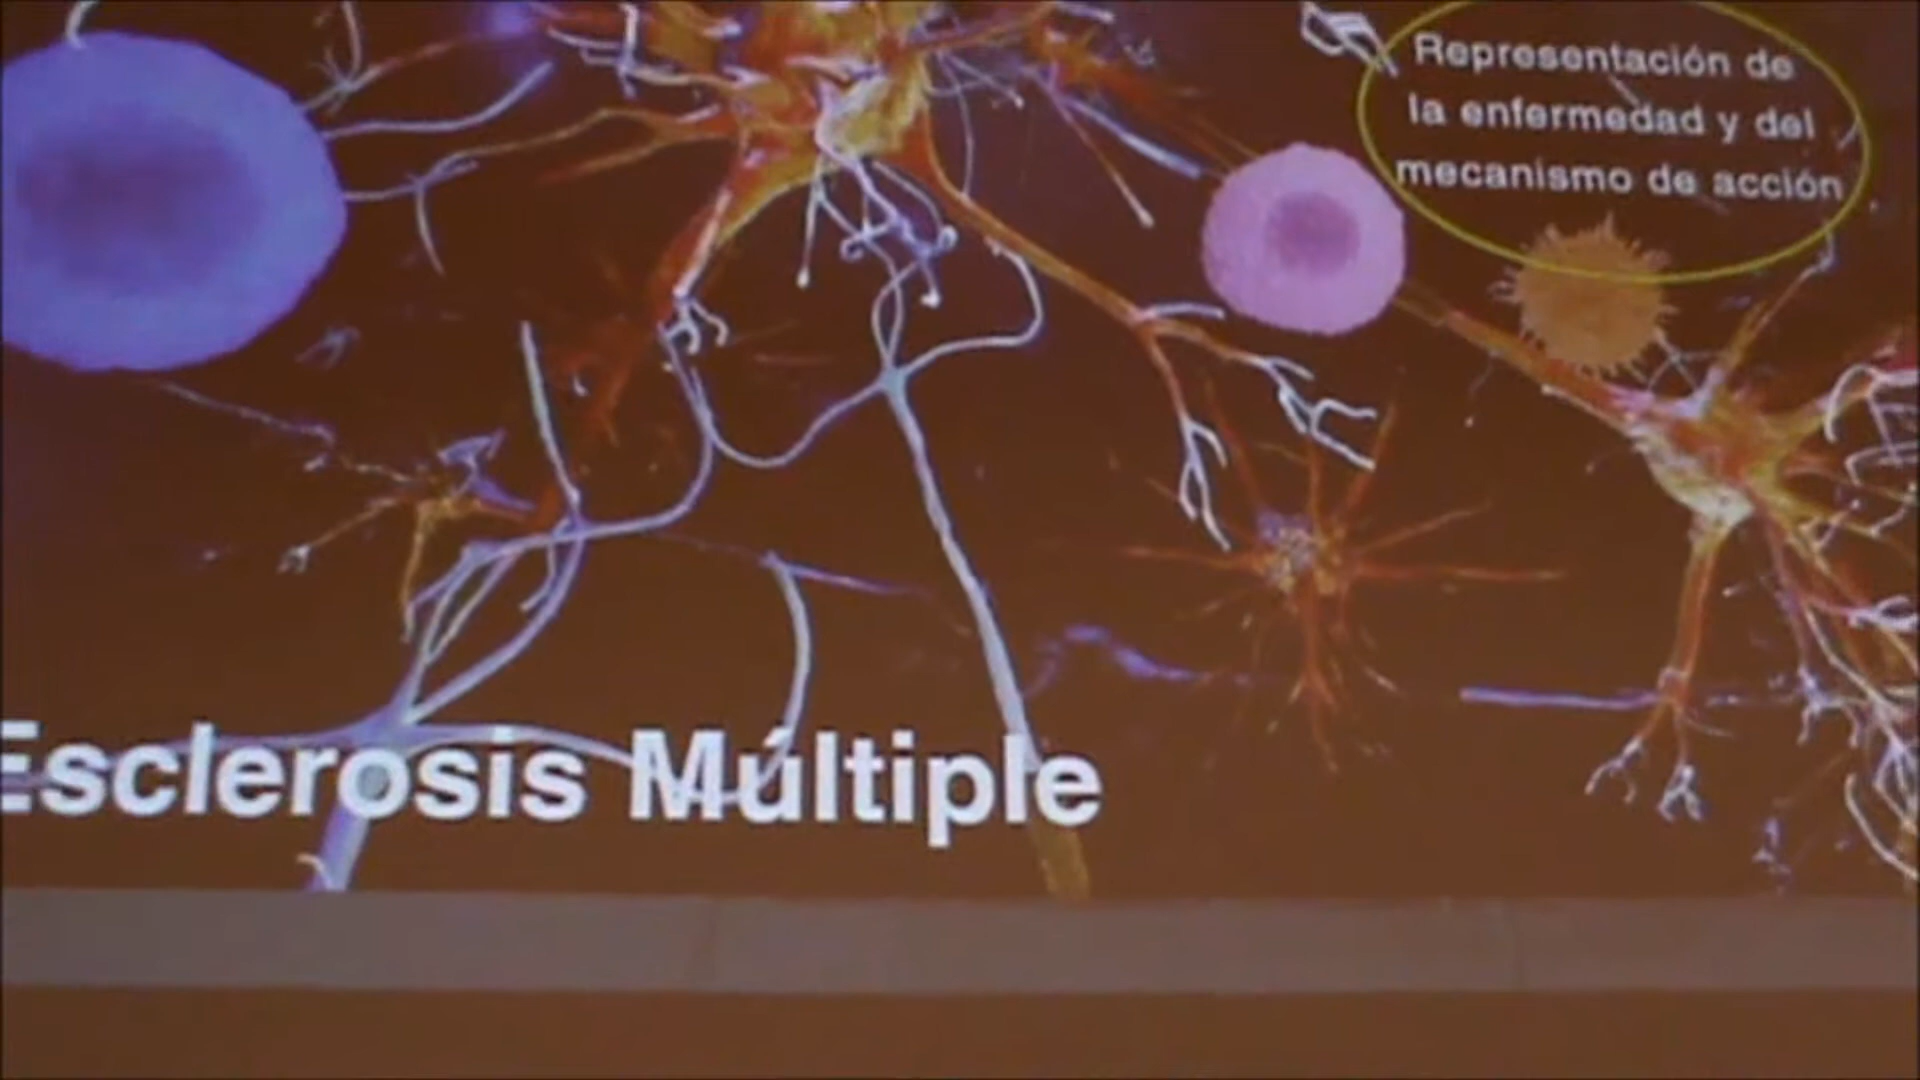 Representación de
la enfermedad y del
mecanismo de acción
Esclerosis Múltiple